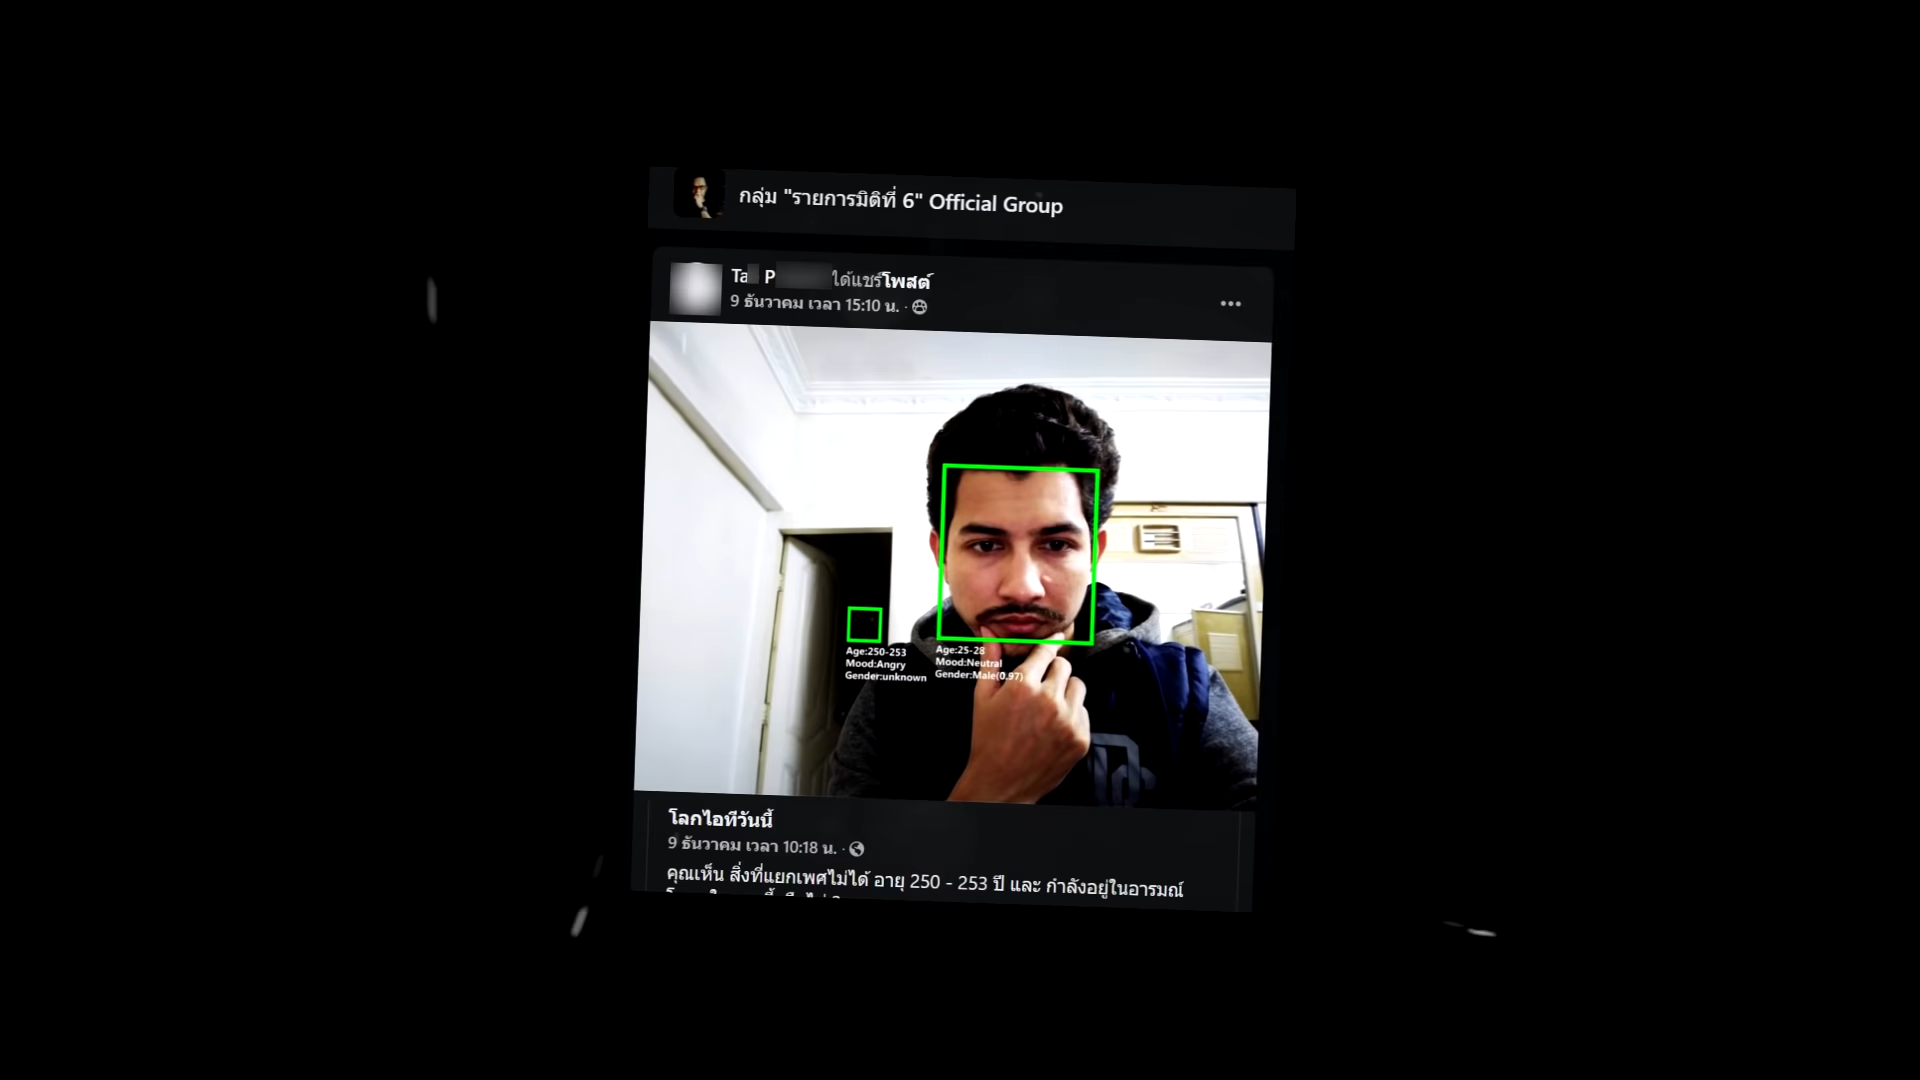 กลุ่ม "รายการมิติที่ 6" Official Group
Ta P ได้แชร์โพสต์
9 ธันวาคม เวลา 15:10 น.
Age:250-253
Mood:Angry
Gender:unknown
Age:25-28
Mood:Neutral
Gender:Male(0.97)
โลกไอทีวันนี้
9 ธันวาคม เวลา 10:18 น.
คุณเห็น สิ่งที่แยกเพศไม่ได้ อายุ 250 - 253 ปี และ กำลังอยู่ในอารมณ์